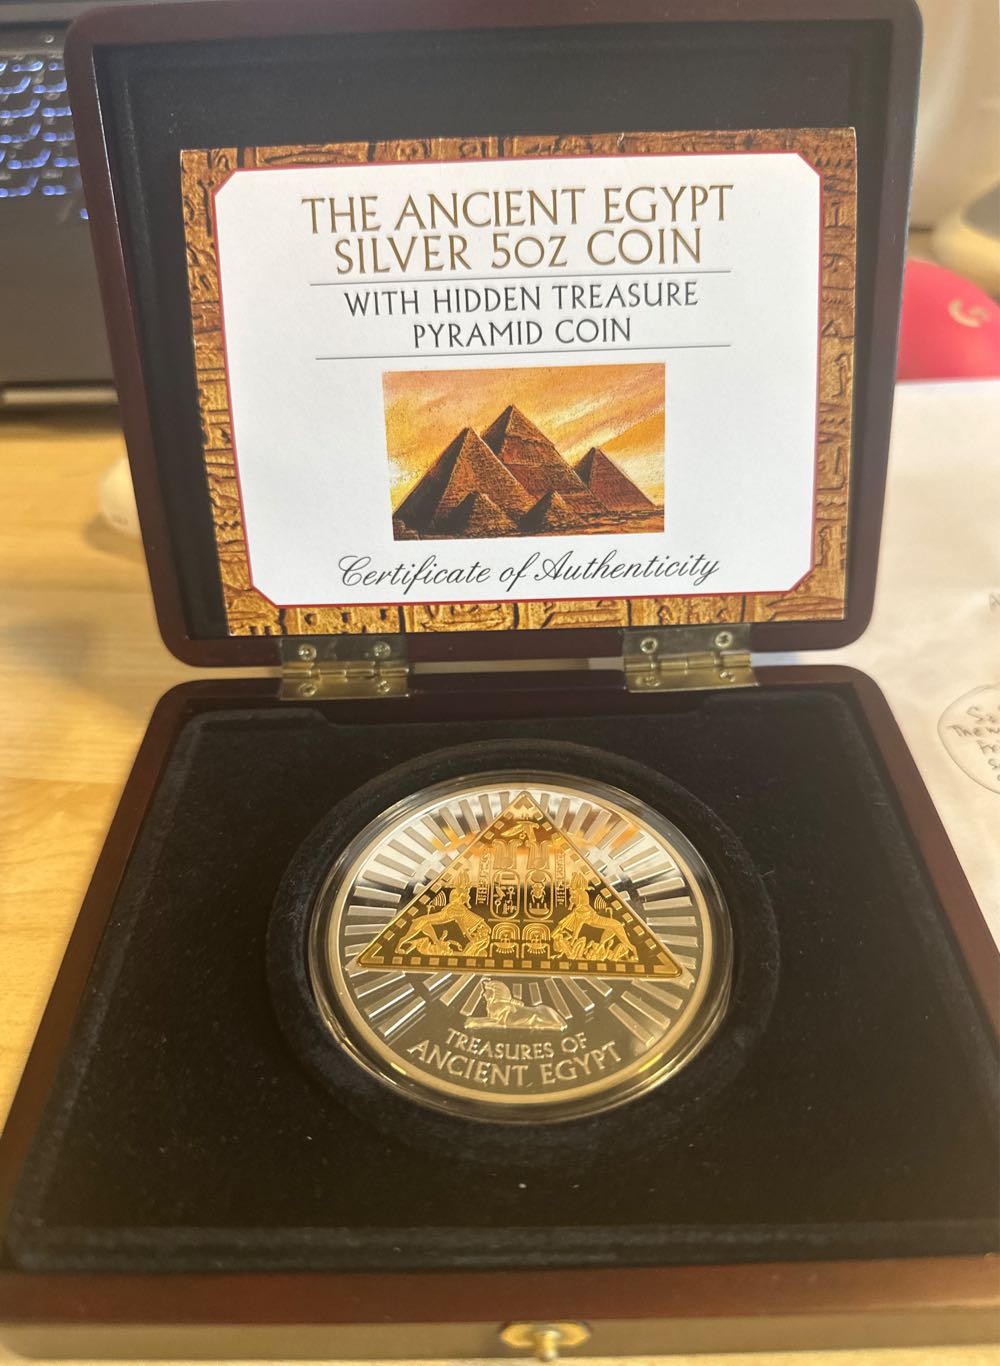 THE ANCIENT EGYPT
SILVER 5OZ COIN
WITH HIDDEN TREASURE
PYRAMID COIN
Certificate of Authenticity
TREASURES OF
ANCIENT EGYPT